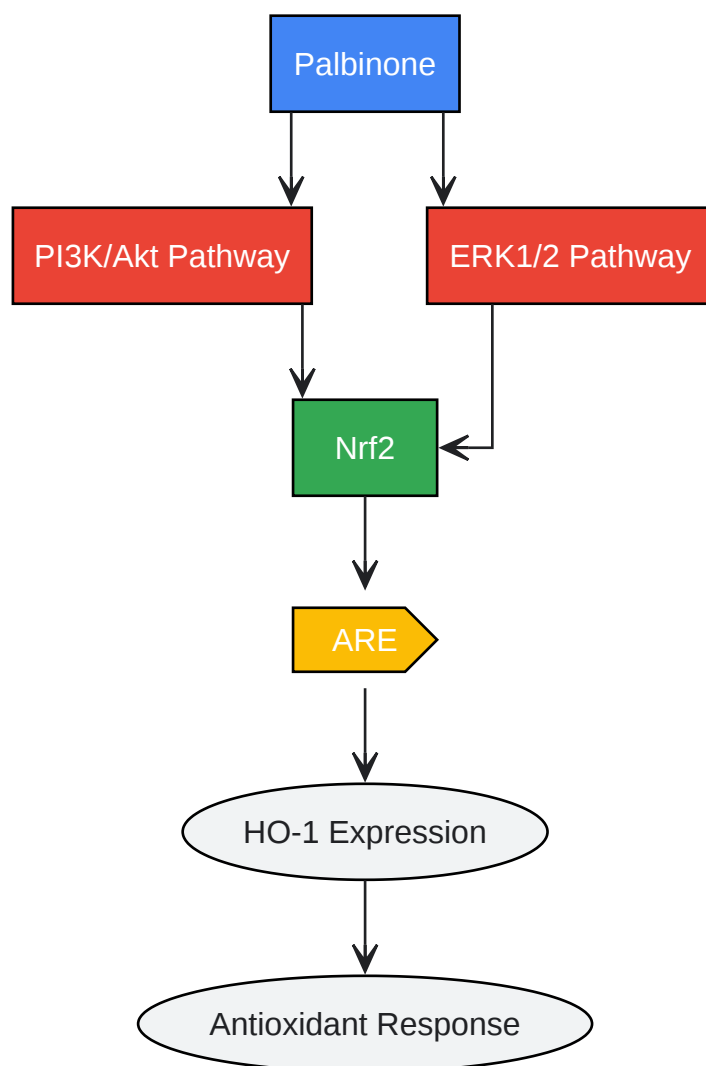 Palbinone
PI3K/Akt Pathway
ERK1/2 Pathway
Nrf2
ARE
HO-1 Expression
Antioxidant Response